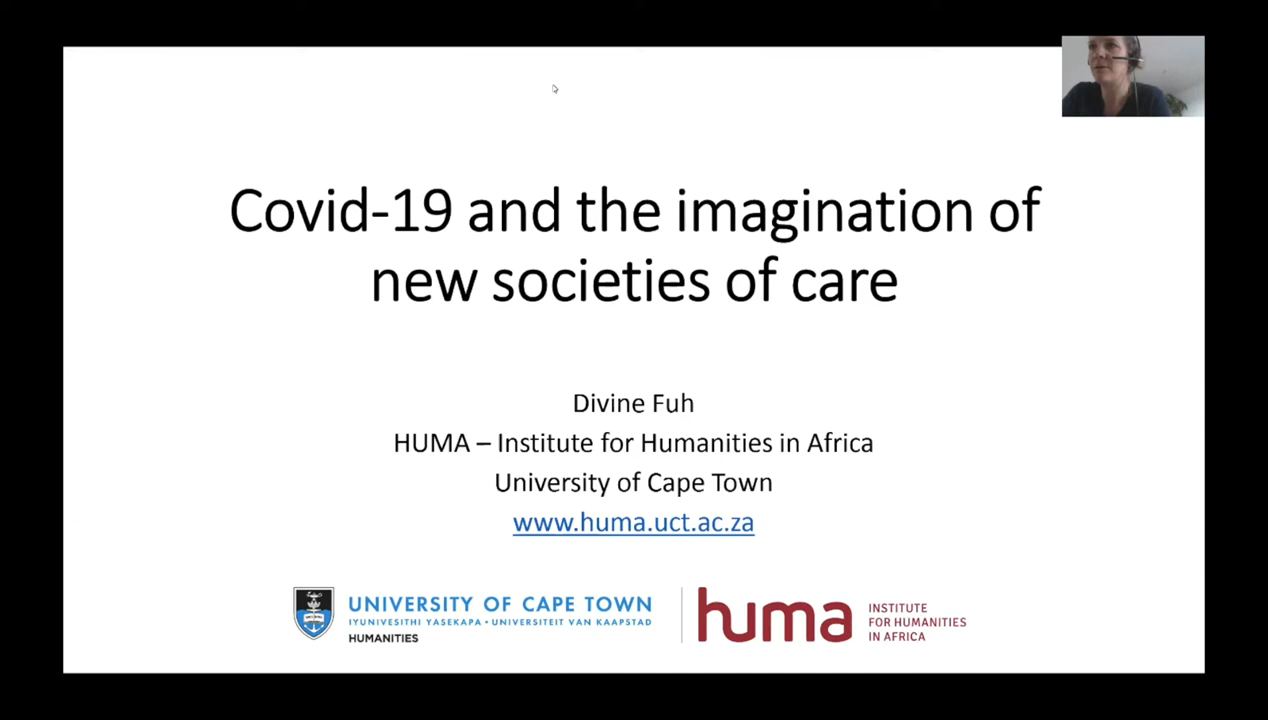 Covid-19 and the imagination of
new societies of care
Divine Fuh
HUMA – Institute for Humanities in Africa
University of Cape Town
www.huma.uct.ac.za
UNIVERSITY OF CAPE TOWN
IYUNIVESITHI YASEKAPA • UNIVERSITEIT VAN KAAPSTAD
HUMANITIES
huma
INSTITUTE
FOR HUMANITIES
IN AFRICA